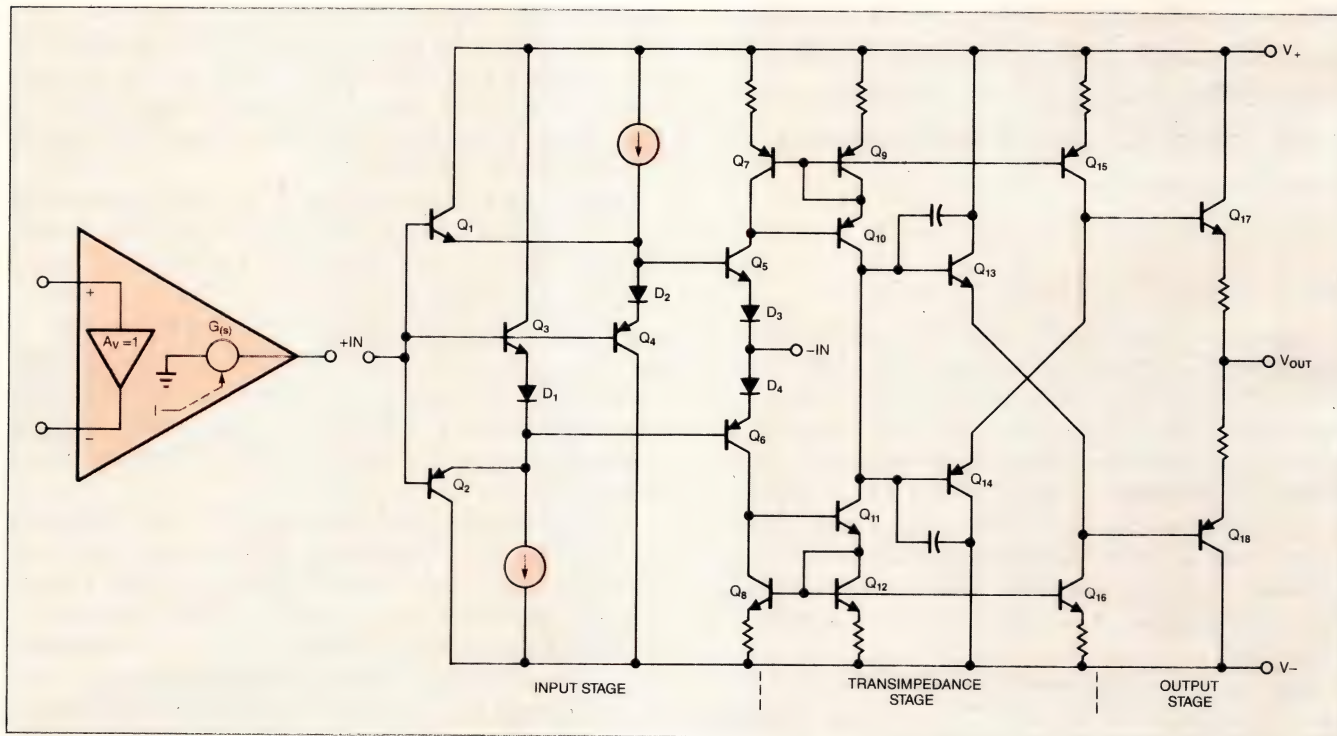 V+
Q7
Q9
Q15
Q17
Q1
Q10
Q5
Q13
D2
+
G(s)
AV =1
+IN
Q3
Q4
D3
-IN
VOUT
I
D1
D4
-
Q6
Q14
Q2
Q11
Q18
Q8
Q12
Q16
V-
INPUT STAGE
TRANSIMPEDANCE
STAGE
OUTPUT
STAGE